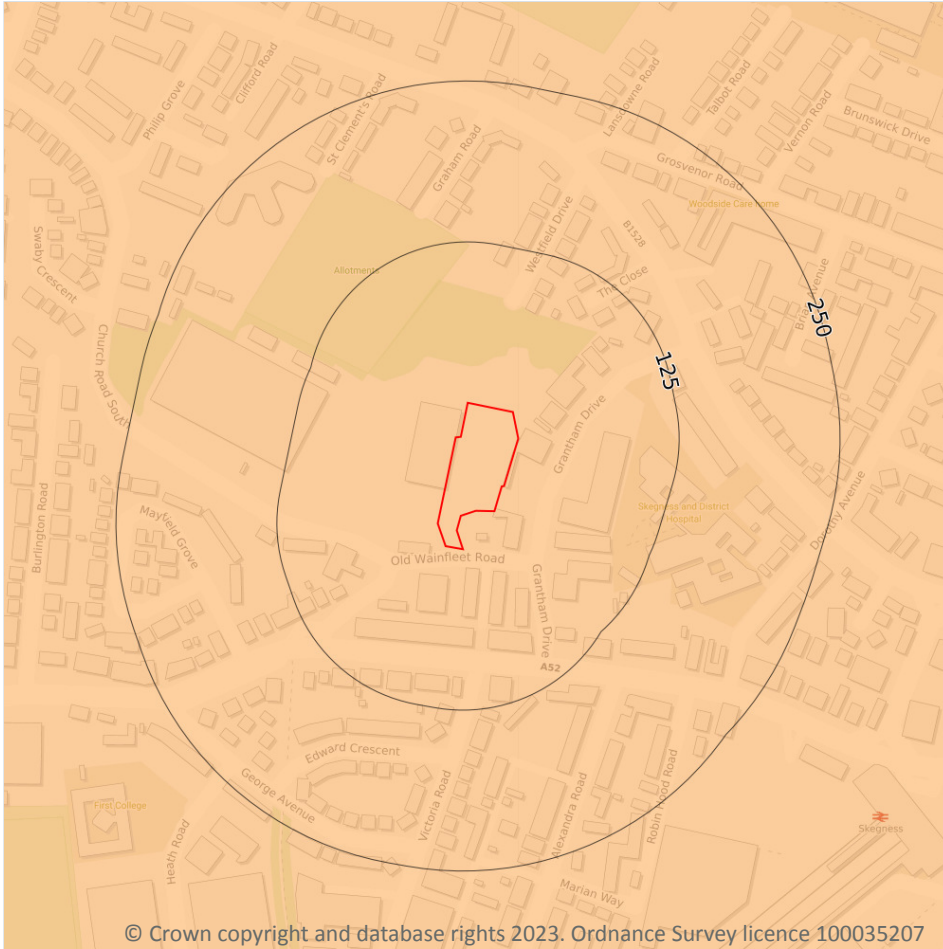 Clifford Road
Philip Grove
St Clement's Road
Graham Road
Lansdowne Road
Talbot Road
Vernon Road
Brunswick Drive
Grosvenor Road
Woodside Care home
Swaby Crescent
Allotments
Westfield Drive
B1528
The Close
250
125
Church Road South
Grantham Drive
Burlington Road
Mayfield Grove
Skegness and District
Hospital
Dorothy Avenue
Old Wainfleet Road
Grantham Drive
A52
Edward Crescent
George Avenue
Victoria Road
Alexandra Road
Robin Hood Road
First College
Heath Road
Skegness
Marian Way
© Crown copyright and database rights 2023. Ordnance Survey licence 100035207